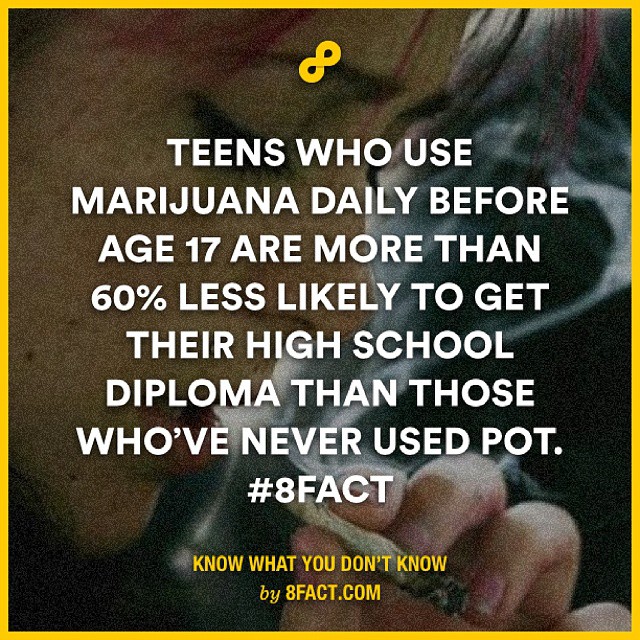 TEENS WHO USE
MARIJUANA DAILY BEFORE
AGE 17 ARE MORE THAN
60% LESS LIKELY TO GET
THEIR HIGH SCHOOL
DIPLOMA THAN THOSE
WHO’VE NEVER USED POT.
#8FACT
KNOW WHAT YOU DON’T KNOW
by 8FACT.COM